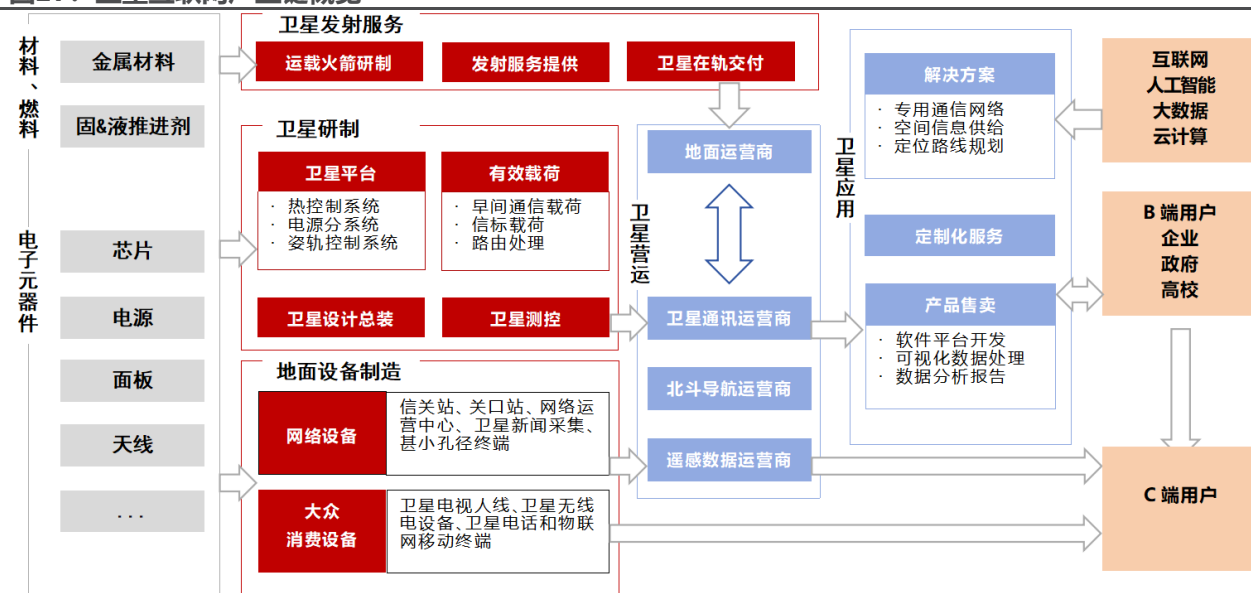 材料、燃料
金属材料
固&液推进剂
电子元器件
芯片
电源
面板
天线
...
卫星发射服务
运载火箭研制
发射服务提供
卫星在轨交付
卫星研制
卫星平台
· 热控制系统
· 电源分系统
· 姿轨控制系统
有效载荷
· 早间通信载荷
· 信标载荷
· 路由处理
卫星设计总装
卫星测控
地面设备制造
网络设备
信关站、关口站、网络运
营中心、卫星新闻采集、
甚小孔径终端
大众
消费设备
卫星电视人线、卫星无线
电设备、卫星电话和物联
网移动终端
卫星营运
地面运营商
卫星通讯运营商
北斗导航运营商
遥感数据运营商
卫星应用
解决方案
· 专用通信网络
· 空间信息供给
· 定位路线规划
定制化服务
产品售卖
· 软件平台开发
· 可视化数据处理
· 数据分析报告
互联网
人工智能
大数据
云计算
B 端用户
企业
政府
高校
C 端用户